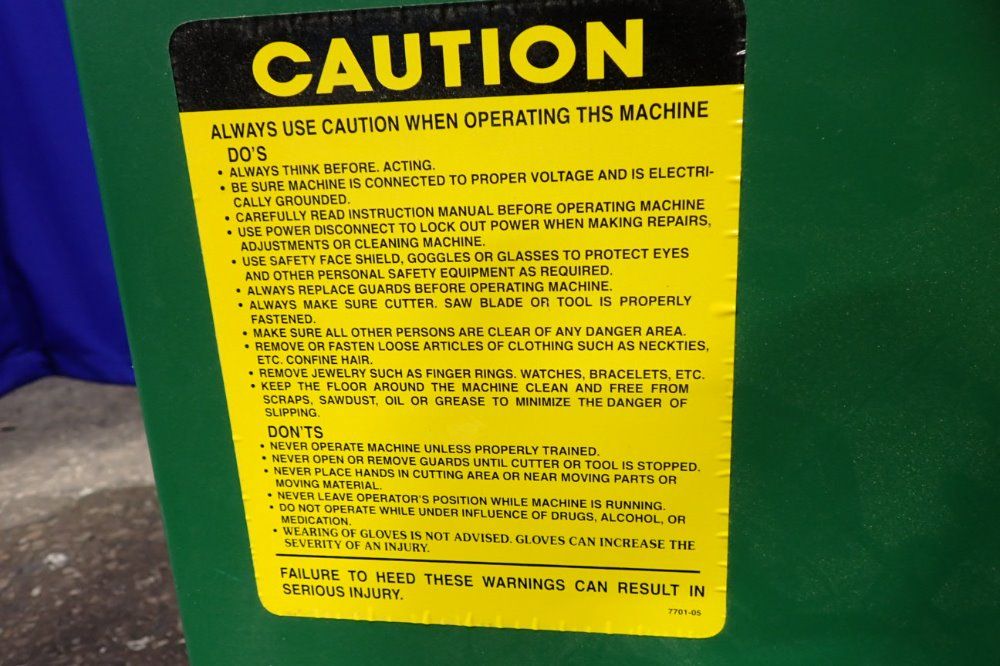 CAUTION
ALWAYS USE CAUTION WHEN OPERATING THS MACHINE
DO'S
• ALWAYS THINK BEFORE. ACTING.
• BE SURE MACHINE IS CONNECTED TO PROPER VOLTAGE AND IS ELECTRI-
CALLY GROUNDED.
• CAREFULLY READ INSTRUCTION MANUAL BEFORE OPERATING MACHINE
• USE POWER DISCONNECT TO LOCK OUT POWER WHEN MAKING REPAIRS,
ADJUSTMENTS OR CLEANING MACHINE.
• USE SAFETY FACE SHIELD, GOGGLES OR GLASSES TO PROTECT EYES
AND OTHER PERSONAL SAFETY EQUIPMENT AS REQUIRED.
• ALWAYS REPLACE GUARDS BEFORE OPERATING MACHINE.
• ALWAYS MAKE SURE CUTTER. SAW BLADE OR TOOL IS PROPERLY
FASTENED.
• MAKE SURE ALL OTHER PERSONS ARE CLEAR OF ANY DANGER AREA.
• REMOVE OR FASTEN LOOSE ARTICLES OF CLOTHING SUCH AS NECKTIES,
ETC. CONFINE HAIR.
• REMOVE JEWELRY SUCH AS FINGER RINGS. WATCHES, BRACELETS, ETC.
• KEEP THE FLOOR AROUND THE MACHINE CLEAN AND FREE FROM
SCRAPS, SAWDUST, OIL OR GREASE TO MINIMIZE THE DANGER OF
SLIPPING.
DON'TS
• NEVER OPERATE MACHINE UNLESS PROPERLY TRAINED.
• NEVER OPEN OR REMOVE GUARDS UNTIL CUTTER OR TOOL IS STOPPED.
• NEVER PLACE HANDS IN CUTTING AREA OR NEAR MOVING PARTS OR
MOVING MATERIAL.
• NEVER LEAVE OPERATOR'S POSITION WHILE MACHINE IS RUNNING.
• DO NOT OPERATE WHILE UNDER INFLUENCE OF DRUGS, ALCOHOL, OR
MEDICATION.
• WEARING OF GLOVES IS NOT ADVISED. GLOVES CAN INCREASE THE
SEVERITY OF AN INJURY.
FAILURE TO HEED THESE WARNINGS CAN RESULT IN
SERIOUS INJURY.
7701-05